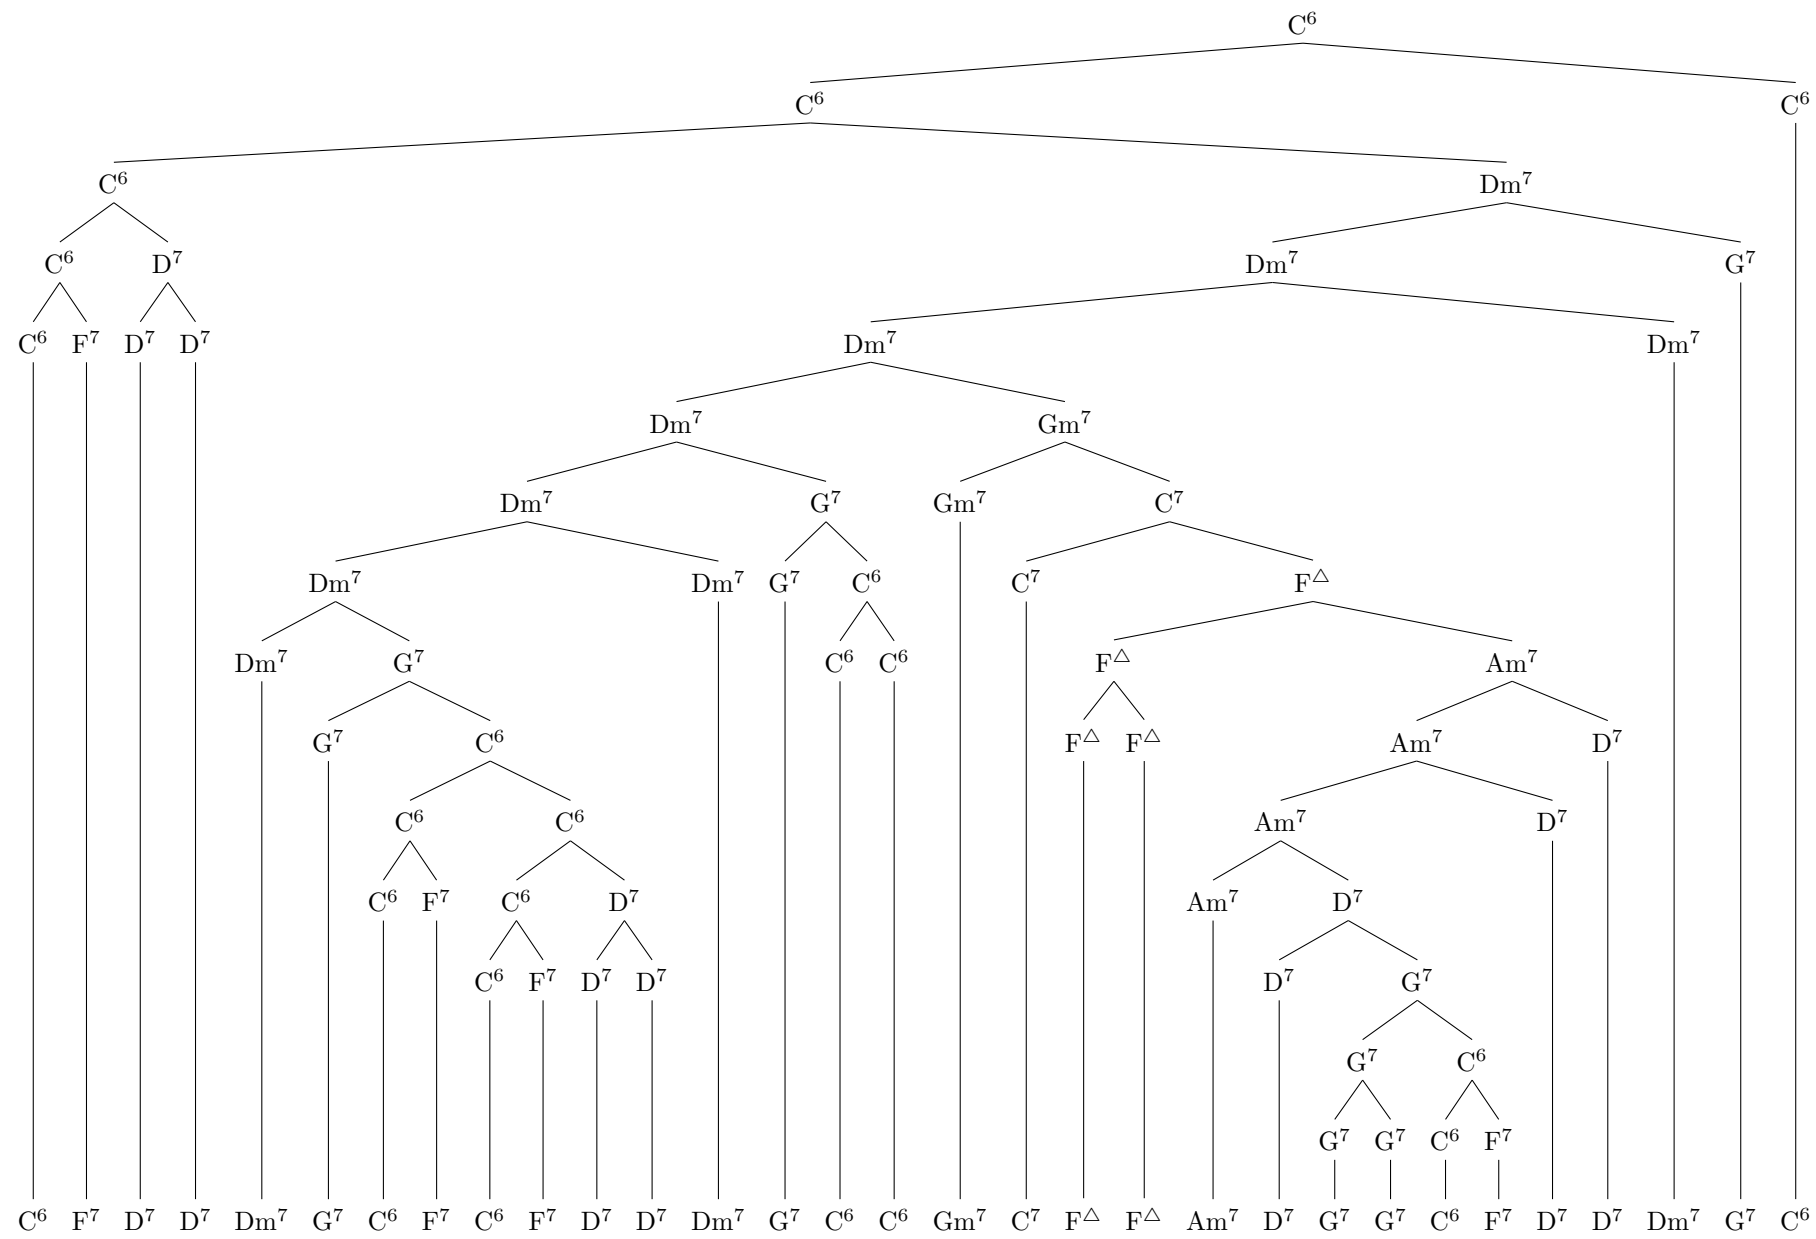 C⁶
C⁶ C⁶
C⁶ Dm⁷
C⁶ D⁷ Dm⁷ G⁷
C⁶ F⁷ D⁷ D⁷ Dm⁷ Dm⁷
Dm⁷ Gm⁷
Dm⁷ G⁷ Gm⁷ C⁷
Dm⁷ Dm⁷ G⁷ C⁶ C⁷ F△
Dm⁷ G⁷ C⁶ C⁶ F△ Am⁷
G⁷ C⁶ F△ F△ Am⁷ D⁷
C⁶ C⁶ Am⁷ D⁷
C⁶ F⁷ C⁶ D⁷ Am⁷ D⁷
C⁶ F⁷ D⁷ D⁷ D⁷ G⁷
G⁷ C⁶
G⁷ G⁷ C⁶ F⁷
C⁶ F⁷ D⁷ D⁷ Dm⁷ G⁷ C⁶ F⁷ C⁶ F⁷ D⁷ D⁷ Dm⁷ G⁷ C⁶ C⁶ Gm⁷ C⁷ F△ F△ Am⁷ D⁷ G⁷ G⁷ C⁶ F⁷ D⁷ D⁷ Dm⁷ G⁷ C⁶